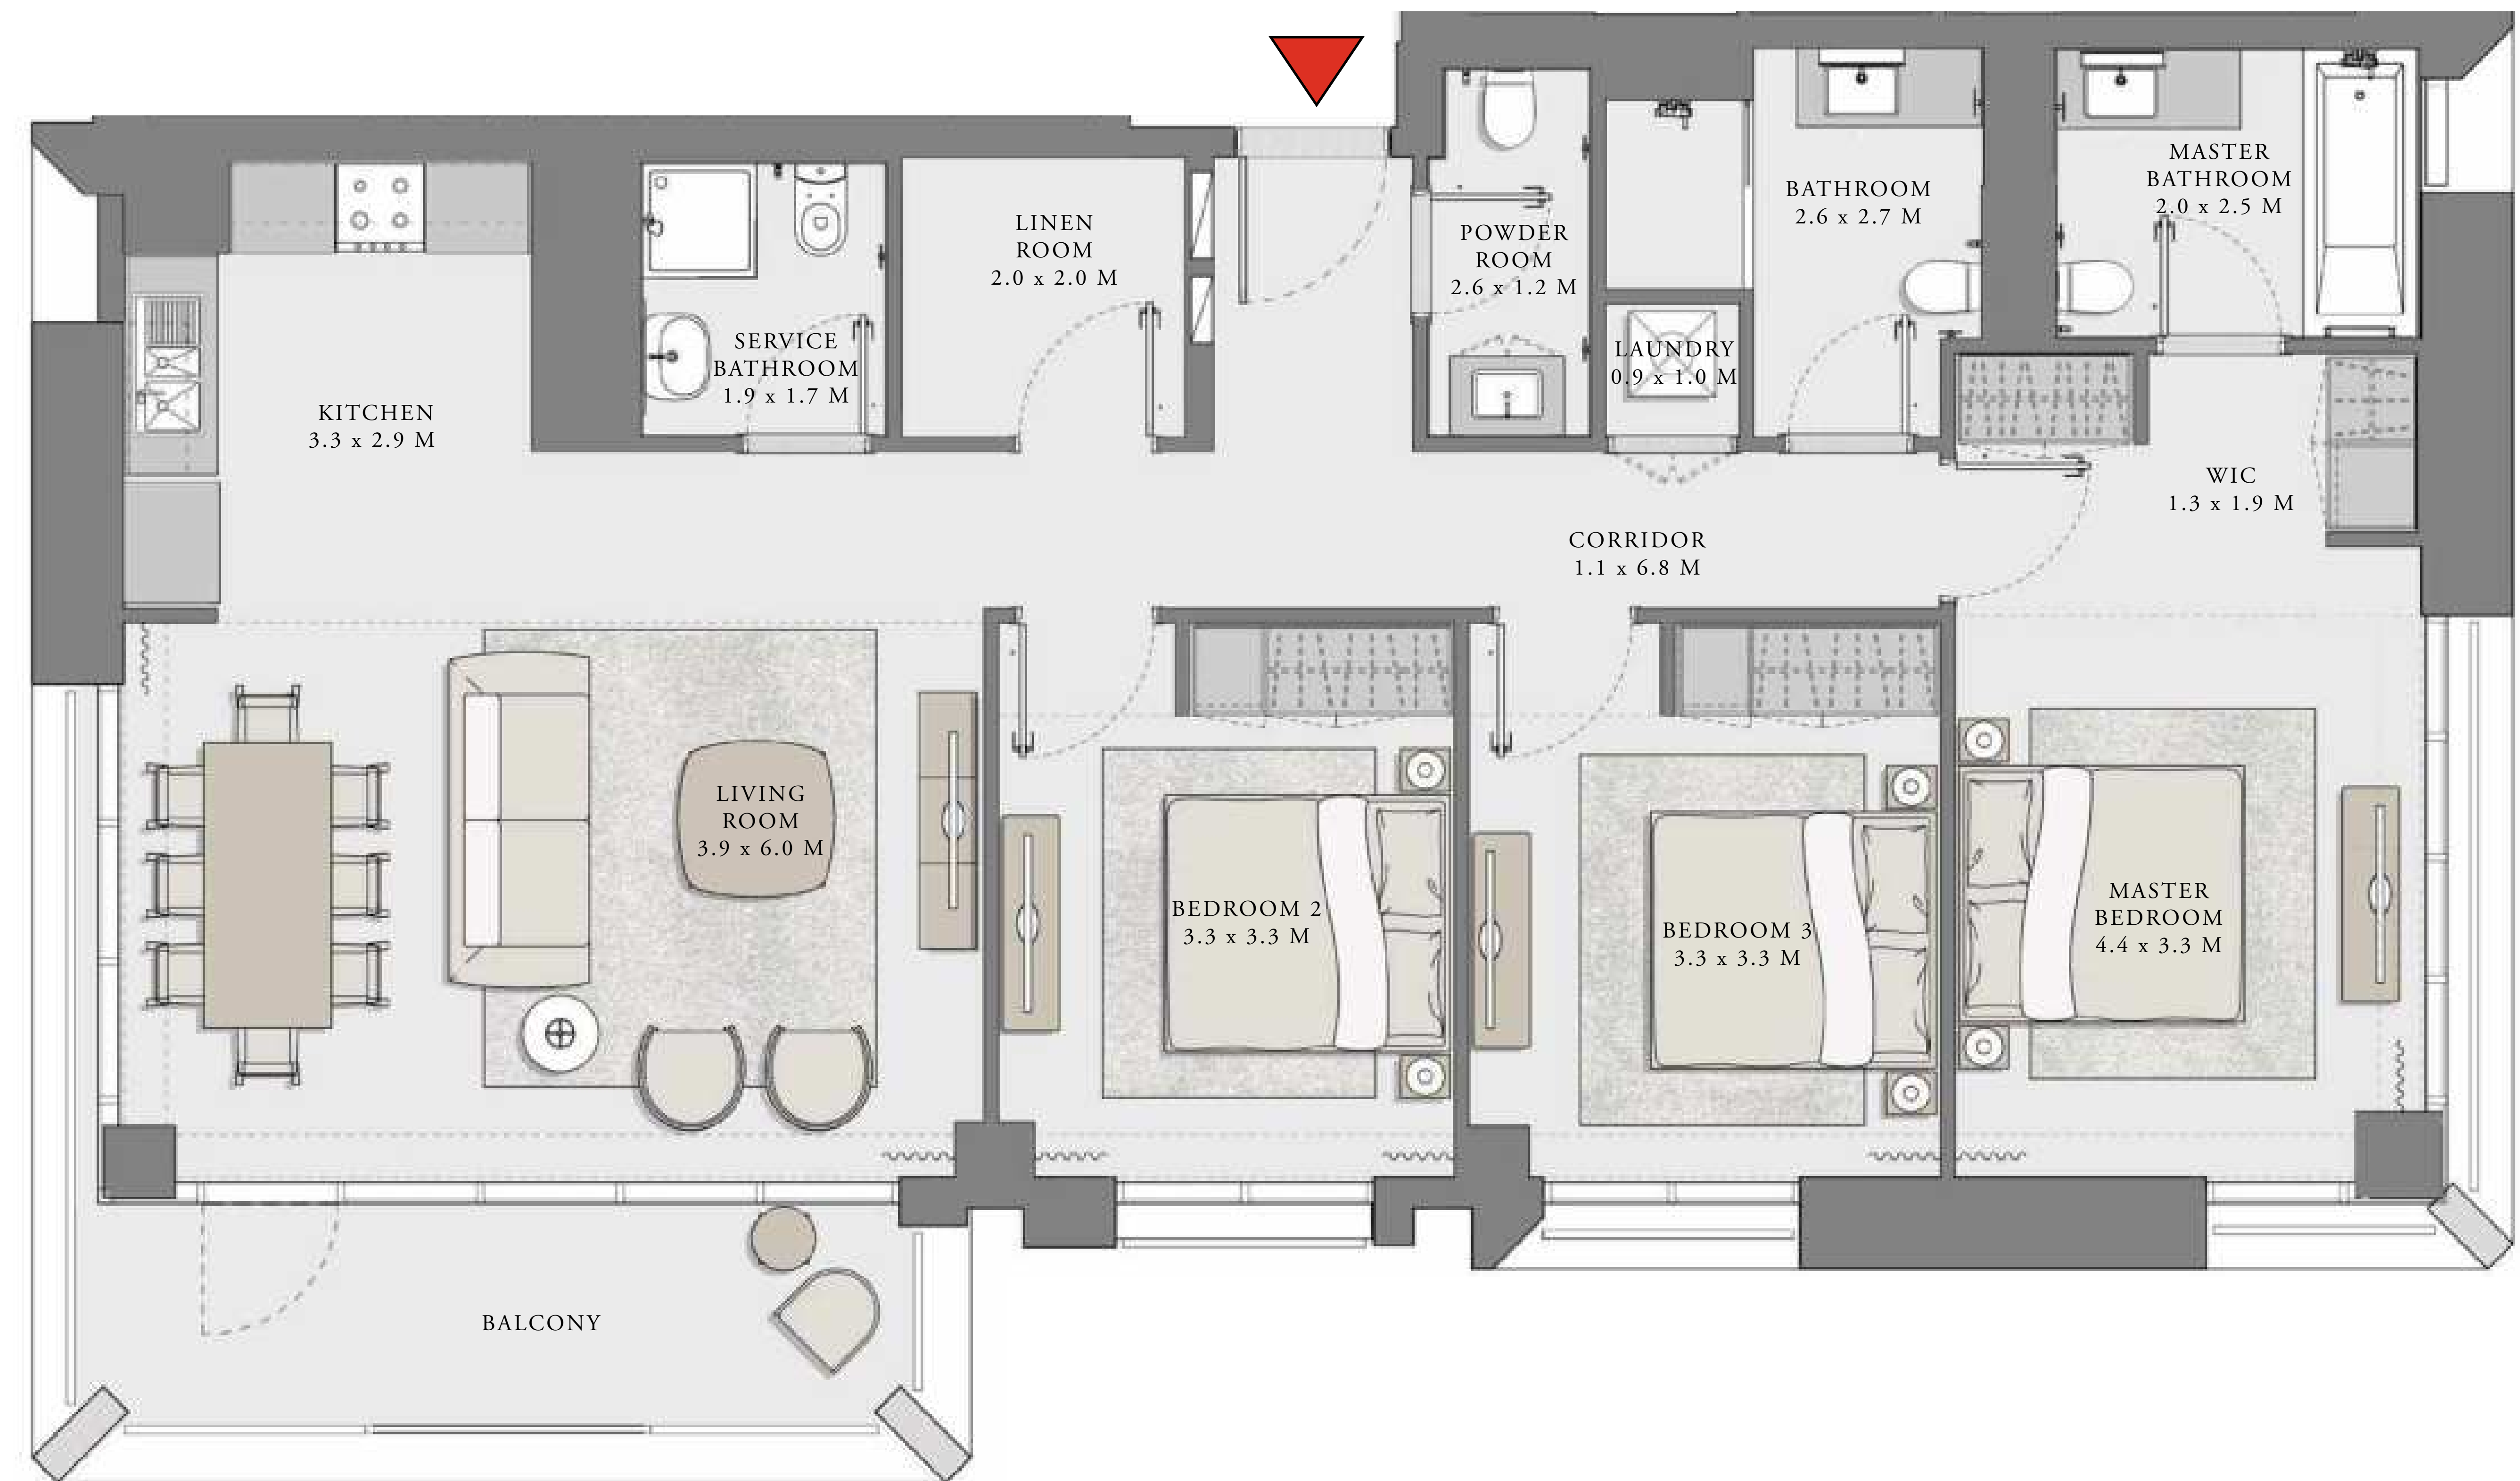 KITCHEN
3.3 x 2.9 M
SERVICE
BATHROOM
1.9 x 1.7 M
LINEN
ROOM
2.0 x 2.0 M
POWDER
ROOM
2.6 x 1.2 M
LAUNDRY
0.9 x 1.0 M
BATHROOM
2.6 x 2.7 M
MASTER
BATHROOM
2.0 x 2.5 M
WIC
1.3 x 1.9 M
CORRIDOR
1.1 x 6.8 M
LIVING
ROOM
3.9 x 6.0 M
BEDROOM 2
3.3 x 3.3 M
BEDROOM 3
3.3 x 3.3 M
MASTER
BEDROOM
4.4 x 3.3 M
BALCONY